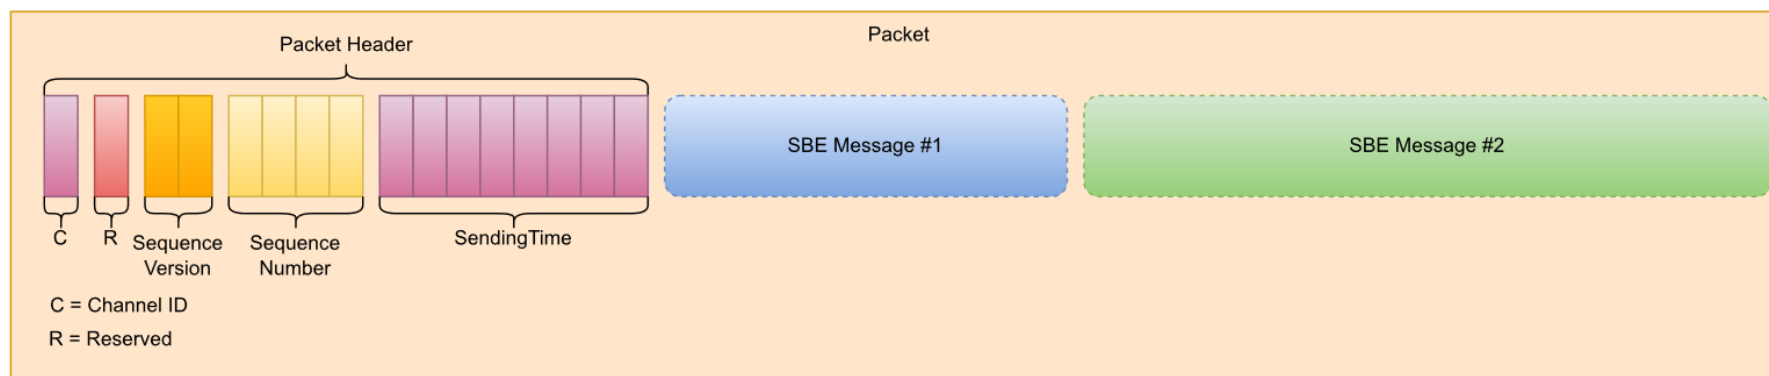 Packet
Packet Header
SBE Message #1
SBE Message #2
C
R
Sequence
Version
Sequence
Number
SendingTime
C = Channel ID
R = Reserved